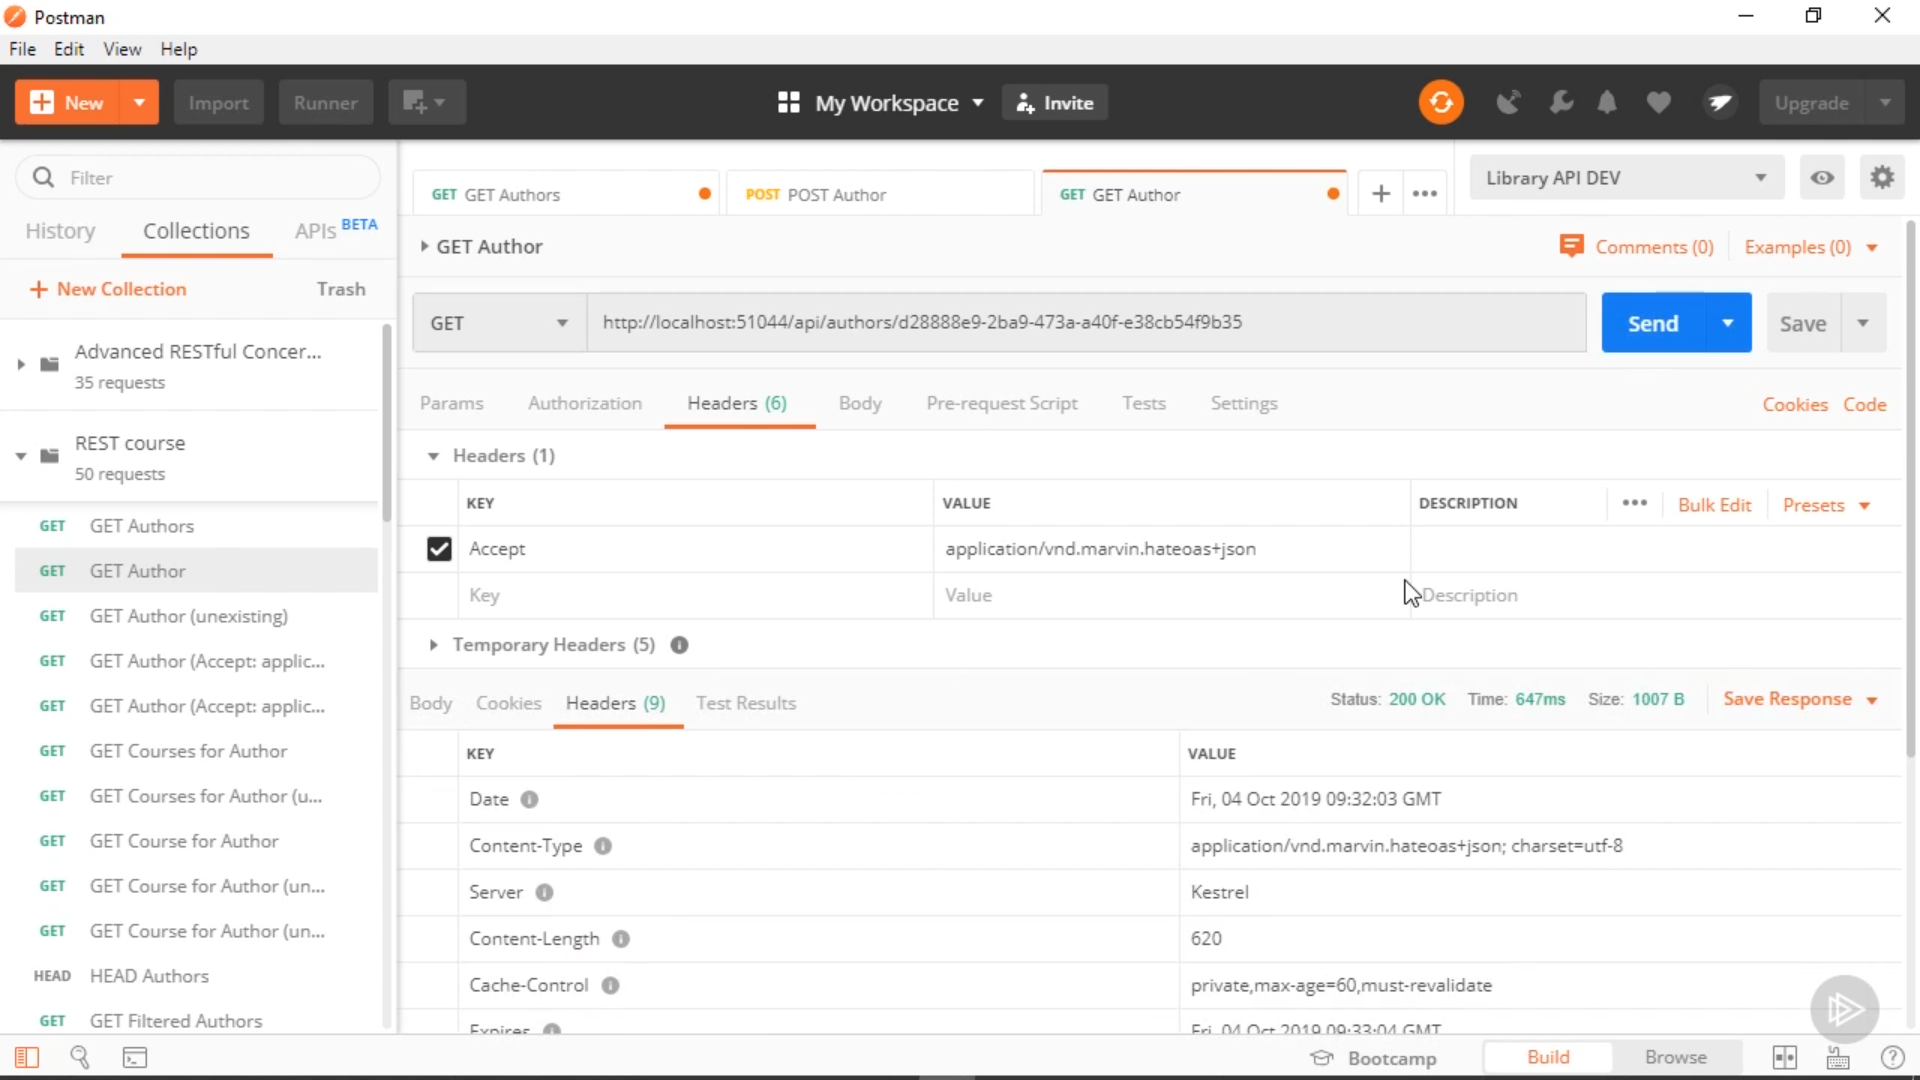 Postman
File Edit View Help
New Import Runner My Workspace Invite Upgrade
Filter
History Collections APIs BETA
New Collection Trash
Advanced RESTful Concer...
35 requests
REST course
50 requests
GET GET Authors
GET GET Author
GET GET Author (unexisting)
GET GET Author (Accept: applic...
GET GET Author (Accept: applic...
GET GET Courses for Author
GET GET Courses for Author (u...
GET GET Course for Author
GET GET Course for Author (un...
GET GET Course for Author (un...
HEAD HEAD Authors
GET GET Filtered Authors
GET GET Authors POST POST Author GET GET Author
Library API DEV
GET Author
Comments (0) Examples (0)
GET http://localhost:51044/api/authors/d28888e9-2ba9-473a-a40f-e38cb54f9b35 Send Save
Params Authorization Headers (6) Body Pre-request Script Tests Settings Cookies Code
Headers (1)
KEY VALUE DESCRIPTION Bulk Edit Presets
Accept application/vnd.marvin.hateoas+json
Key Value Description
Temporary Headers (5)
Body Cookies Headers (9) Test Results Status: 200 OK Time: 647ms Size: 1007 B Save Response
KEY VALUE
Date Fri, 04 Oct 2019 09:32:03 GMT
Content-Type application/vnd.marvin.hateoas+json; charset=utf-8
Server Kestrel
Content-Length 620
Cache-Control private,max-age=60,must-revalidate
Expires Fri, 04 Oct 2019 09:33:04 GMT
Bootcamp Build Browse